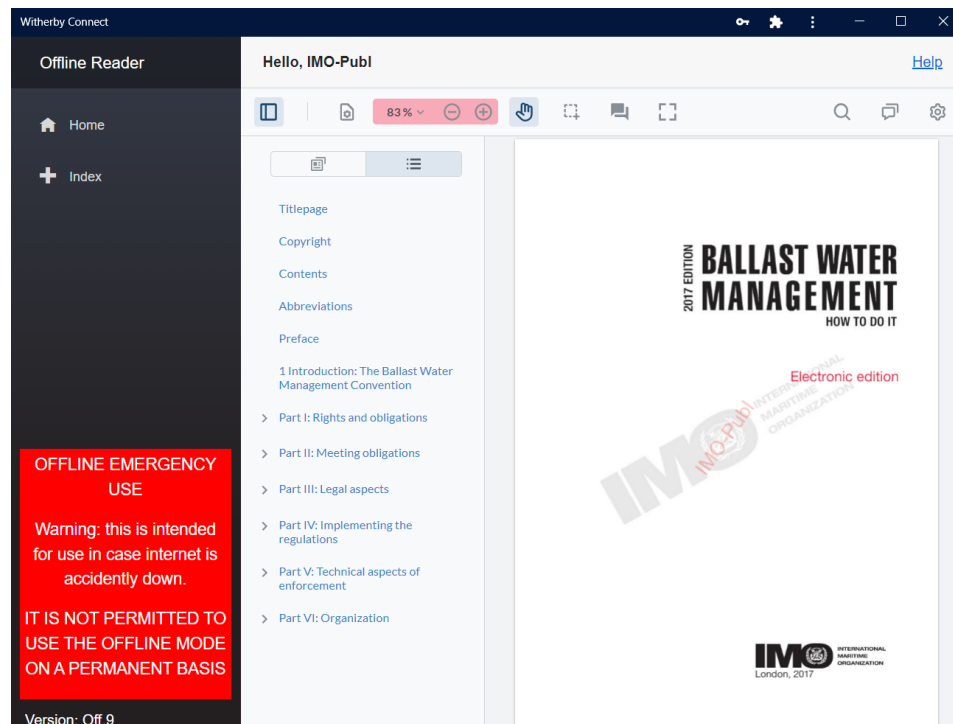 Witherby Connect
Offline Reader
Hello, IMO-Publ
Help
Home
Index
83%
Titlepage
Copyright
Contents
Abbreviations
Preface
1 Introduction: The Ballast Water
Management Convention
Part I: Rights and obligations
Part II: Meeting obligations
Part III: Legal aspects
Part IV: Implementing the
regulations
Part V: Technical aspects of
enforcement
Part VI: Organization
OFFLINE EMERGENCY
USE
Warning: this is intended
for use in case internet is
accidently down.
IT IS NOT PERMITTED TO
USE THE OFFLINE MODE
ON A PERMANENT BASIS
Version: Off 9
2017 EDITION
BALLAST WATER
MANAGEMENT
HOW TO DO IT
Electronic edition
IMO
INTERNATIONAL
MARITIME
ORGANIZATION
IMO-Publ
IMO
INTERNATIONAL
MARITIME
ORGANIZATION
London, 2017